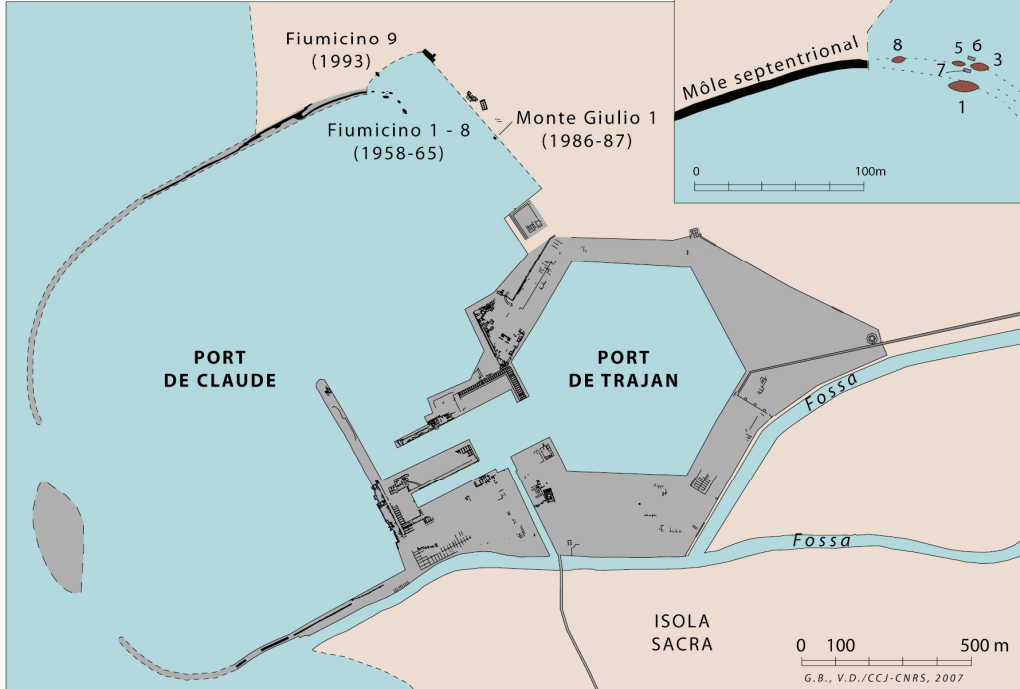 Fiumicino 9
(1993)
Fiumicino 1 - 8
(1958-65)
Monte Giulio 1
(1986-87)
Môle septentrional
8
5
6
3
7
1
0
100m
PORT
DE CLAUDE
PORT
DE TRAJAN
Fossa
Fossa
ISOLA
SACRA
0 100 500 m
G.B., V.D./CCJ-CNRS, 2007